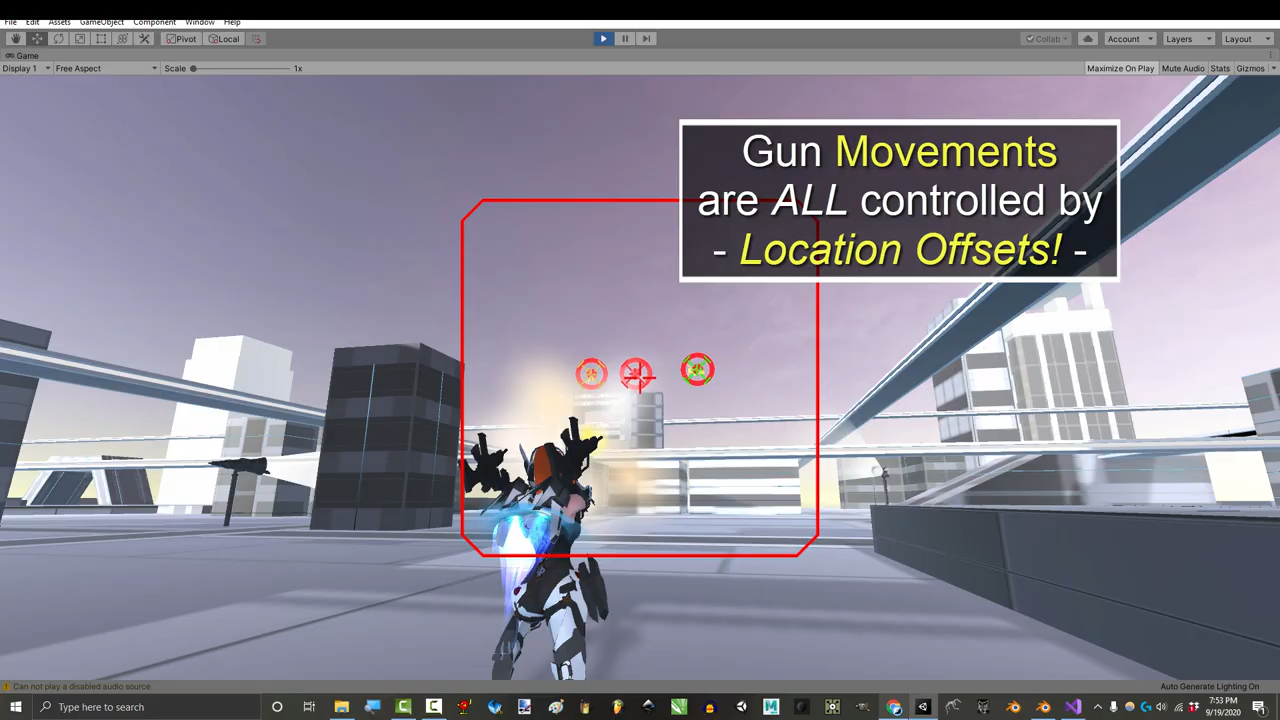 File Edit Assets GameObject Component Window Help
Pivot Local Collab Account Layers Layout
Game
Display 1 Free Aspect Scale 1x Maximize On Play Mute Audio Stats Gizmos
Gun Movements
are ALL controlled by
- Location Offsets! -
Can not play a disabled audio source Auto Generate Lighting On
Type here to search
7:53 PM
9/19/2020